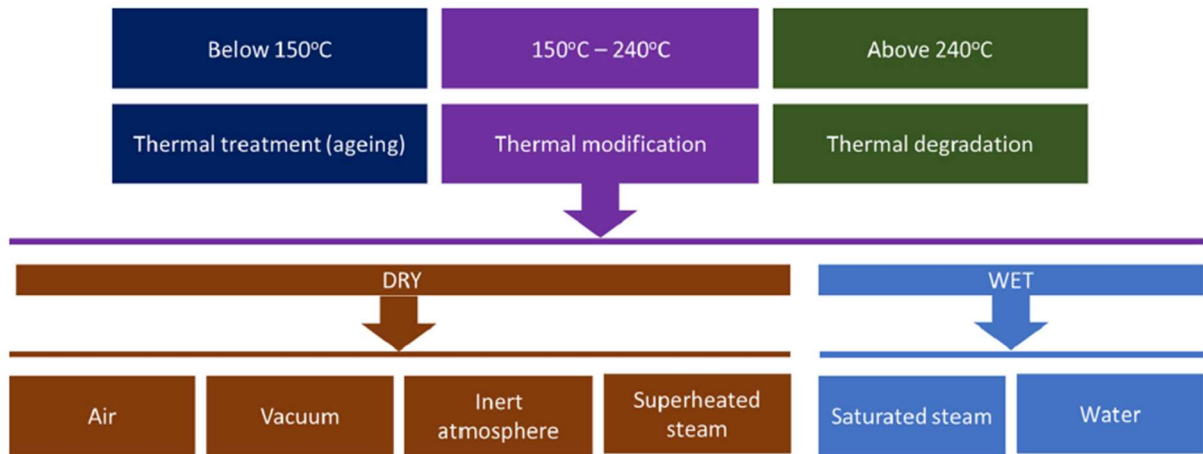 Below 150°C
150°C – 240°C
Above 240°C
Thermal treatment (ageing)
Thermal modification
Thermal degradation
DRY
WET
Air
Vacuum
Inert
atmosphere
Superheated
steam
Saturated steam
Water